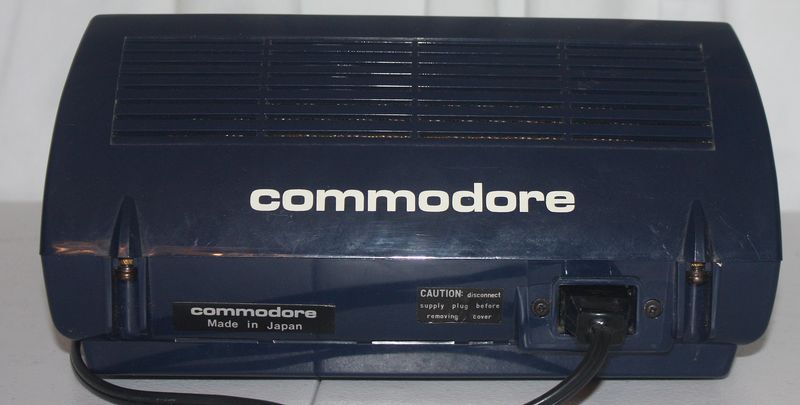 commodore
commodore
Made in Japan
CAUTION: disconnect
supply plug before
removing cover